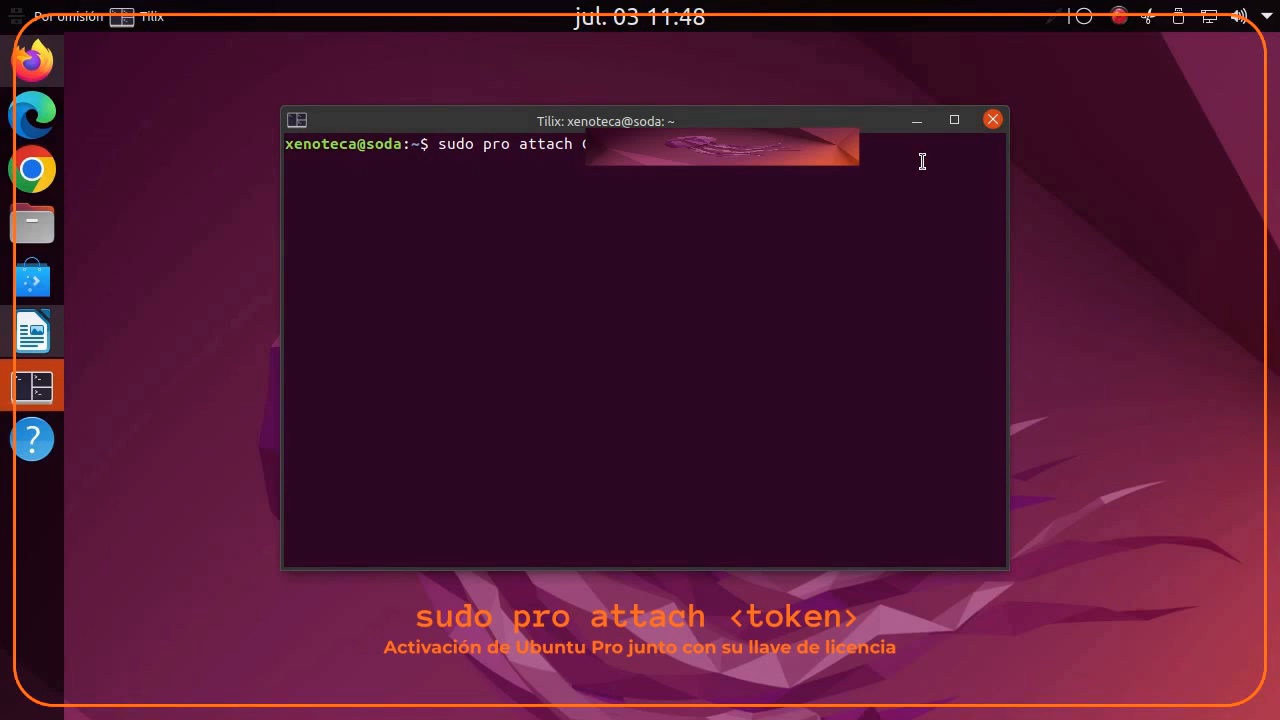 Por omisión Tilix jul. 03 11:48
Tilix: xenoteca@soda: ~
xenoteca@soda:~$ sudo pro attach
sudo pro attach <token>
Activación de Ubuntu Pro junto con su llave de licencia